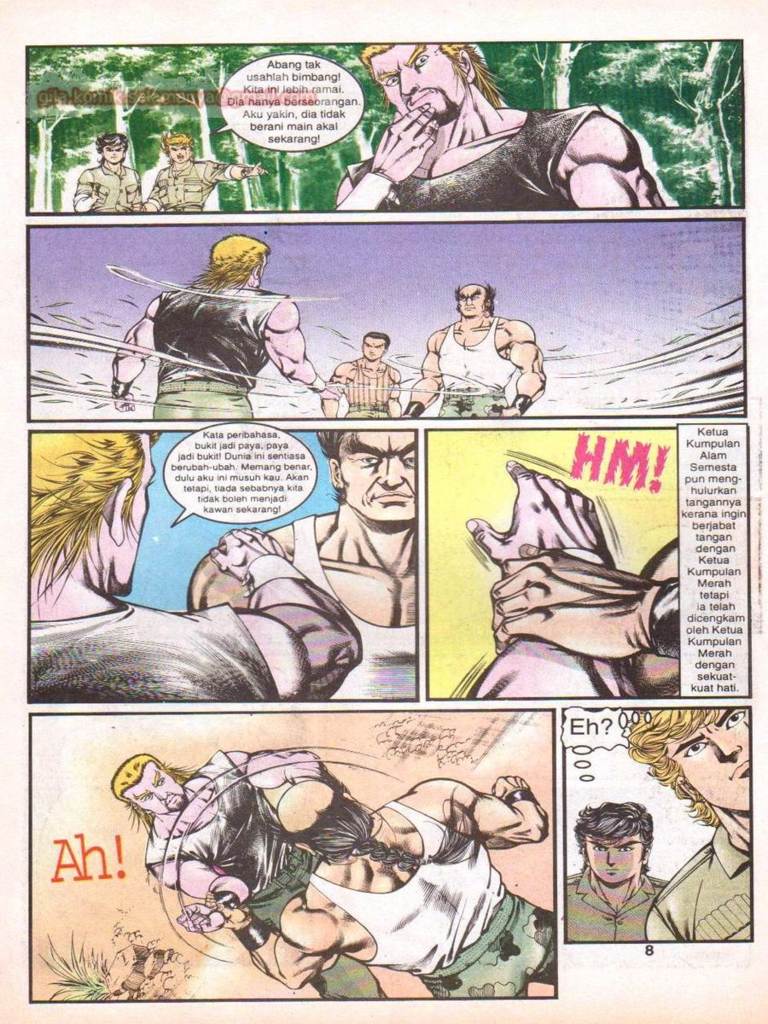 Abang tak
usahlah bimbang!
Kita ini lebih ramai.
Dia hanya berseorangan.
Aku yakin, dia tidak
berani main akal
sekarang!
Kata peribahasa,
bukit jadi paya, paya
jadi bukit! Dunia ini sentiasa
berubah-ubah. Memang benar,
dulu aku ini musuh kau. Akan
tetapi, tiada sebabnya kita
tidak boleh menjadi
kawan sekarang!
HM!
Ketua
Kumpulan
Alam
Semesta
pun meng-
hulurkan
tangannya
kerana ingin
berjabat
tangan
dengan
Ketua
Kumpulan
Merah
tetapi
ia telah
dicengkam
oleh Ketua
Kumpulan
Merah
dengan
sekuat-
kuat hati.
Ah!
Eh?
8